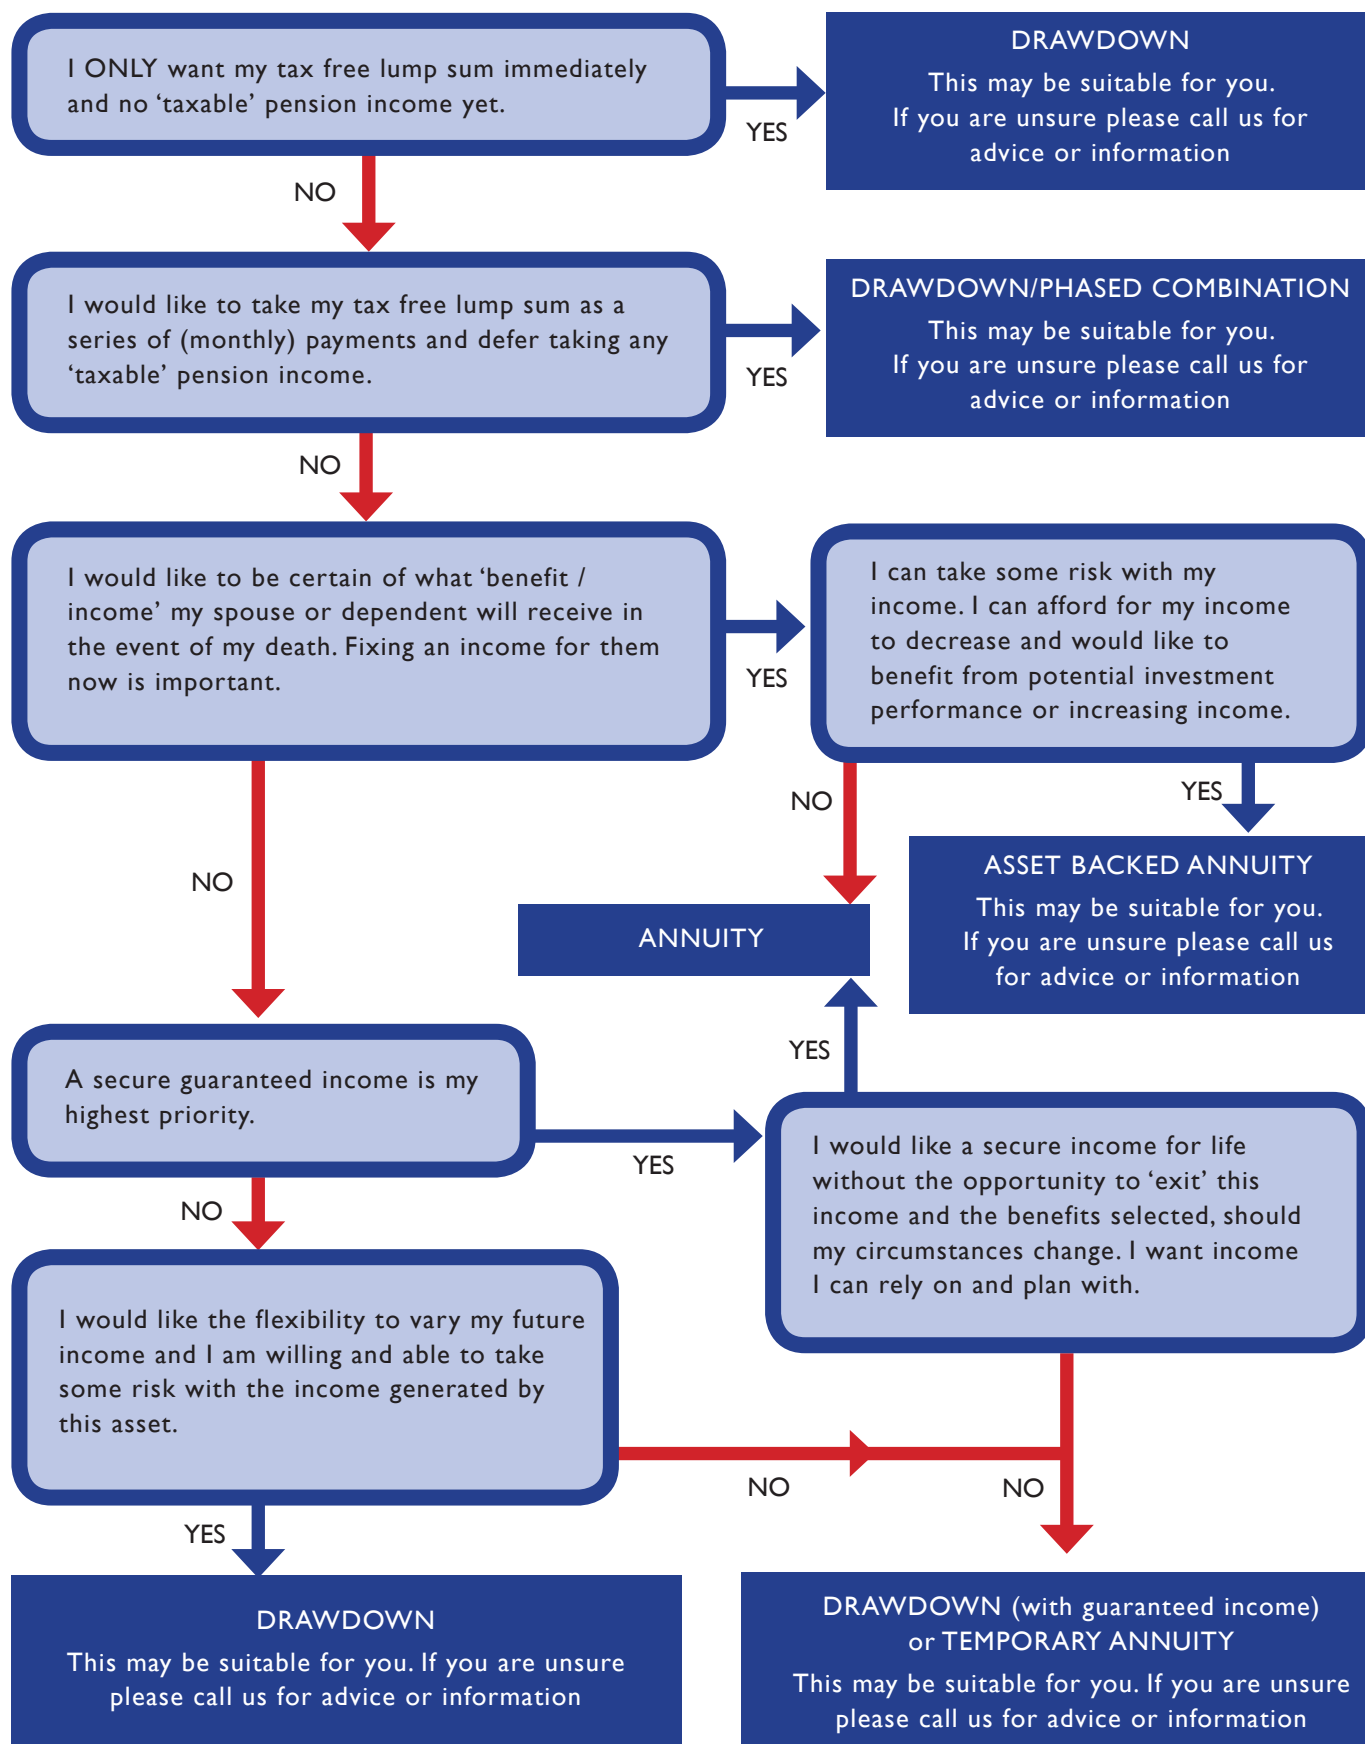 I ONLY want my tax free lump sum immediately
and no ‘taxable’ pension income yet.
YES
DRAWDOWN
This may be suitable for you.
If you are unsure please call us for
advice or information
NO
I would like to take my tax free lump sum as a
series of (monthly) payments and defer taking any
‘taxable’ pension income.
YES
DRAWDOWN/PHASED COMBINATION
This may be suitable for you.
If you are unsure please call us for
advice or information
NO
I would like to be certain of what ‘benefit /
income’ my spouse or dependent will receive in
the event of my death. Fixing an income for them
now is important.
YES
I can take some risk with my
income. I can afford for my income
to decrease and would like to
benefit from potential investment
performance or increasing income.
NO
YES
ASSET BACKED ANNUITY
This may be suitable for you.
If you are unsure please call us
for advice or information
NO
ANNUITY
YES
A secure guaranteed income is my
highest priority.
YES
I would like a secure income for life
without the opportunity to ‘exit’ this
income and the benefits selected, should
my circumstances change. I want income
I can rely on and plan with.
NO
I would like the flexibility to vary my future
income and I am willing and able to take
some risk with the income generated by
this asset.
NO
NO
YES
DRAWDOWN
This may be suitable for you. If you are unsure
please call us for advice or information
DRAWDOWN (with guaranteed income)
or TEMPORARY ANNUITY
This may be suitable for you. If you are unsure
please call us for advice or information